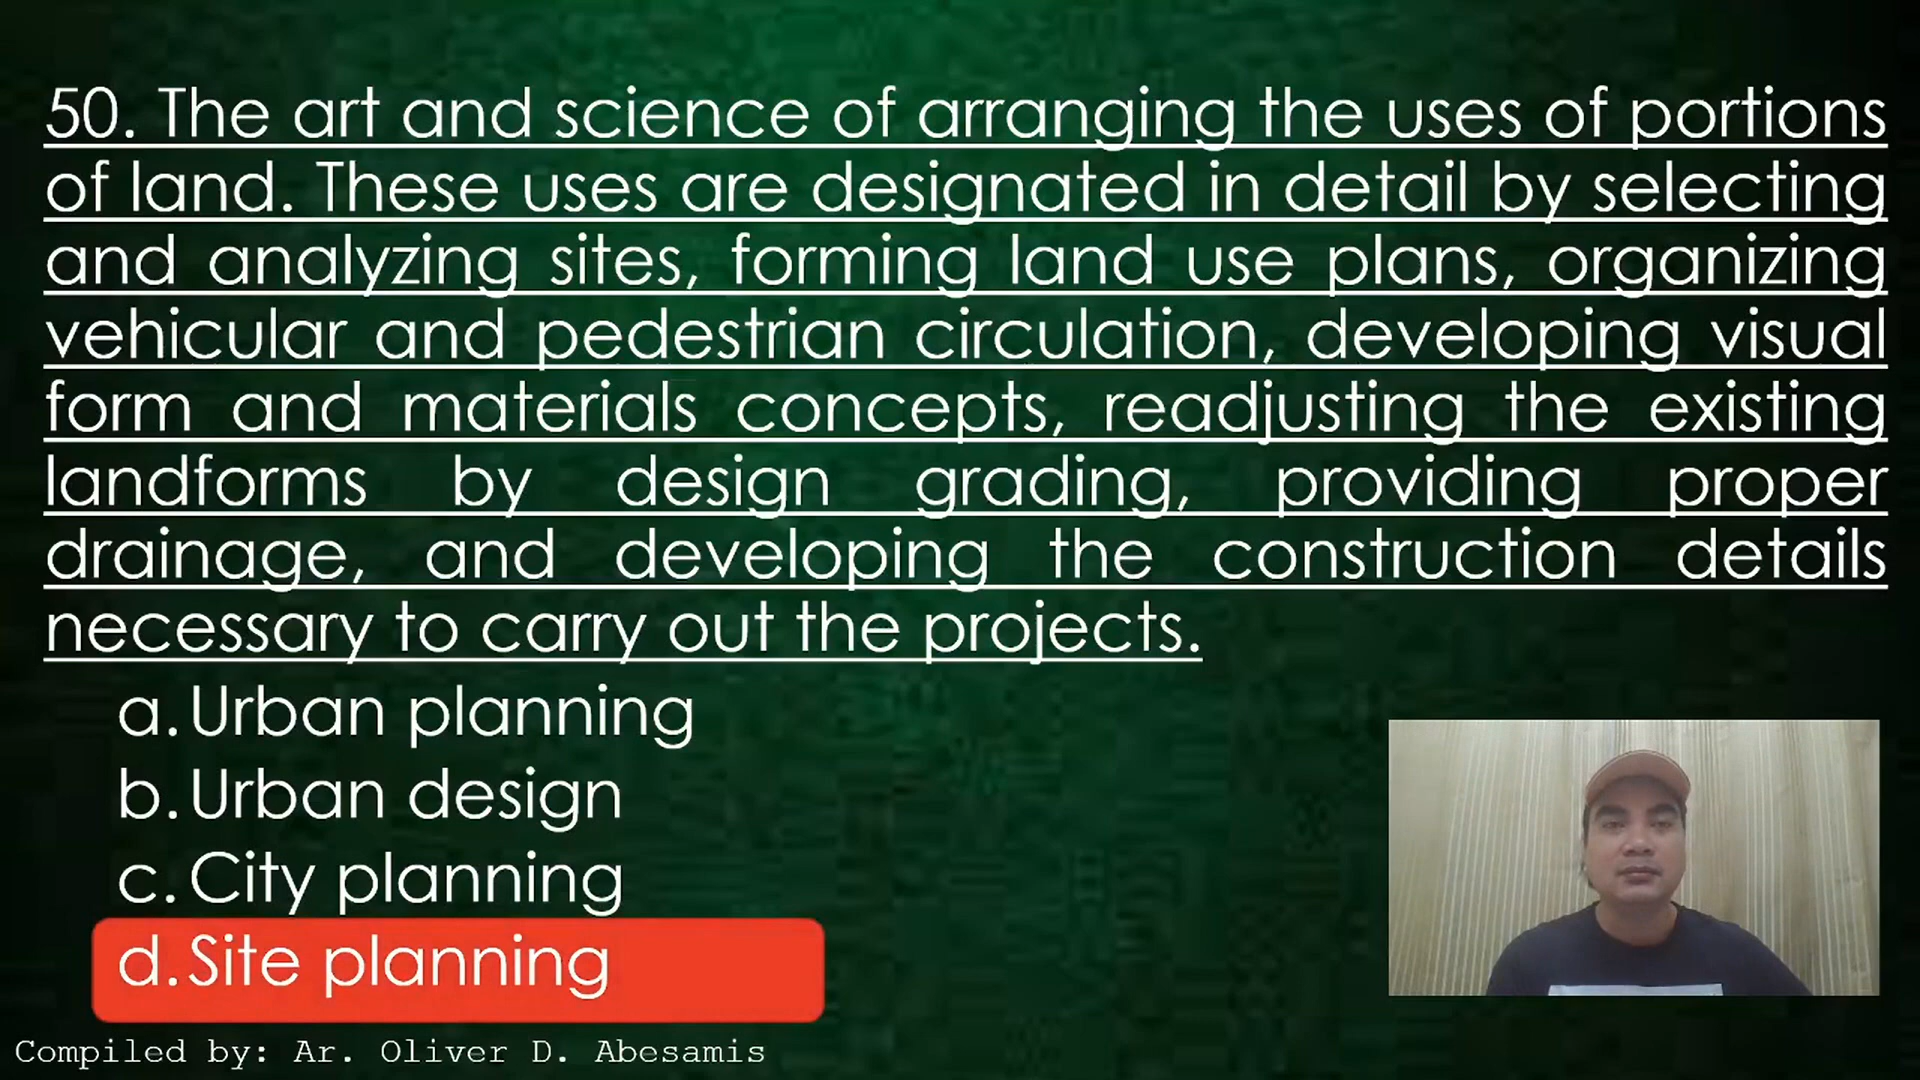 50. The art and science of arranging the uses of portions
of land. These uses are designated in detail by selecting
and analyzing sites, forming land use plans, organizing
vehicular and pedestrian circulation, developing visual
form and materials concepts, readjusting the existing
landforms by design grading, providing proper
drainage, and developing the construction details
necessary to carry out the projects.
a. Urban planning
b. Urban design
c. City planning
d. Site planning
Compiled by: Ar. Oliver D. Abesamis